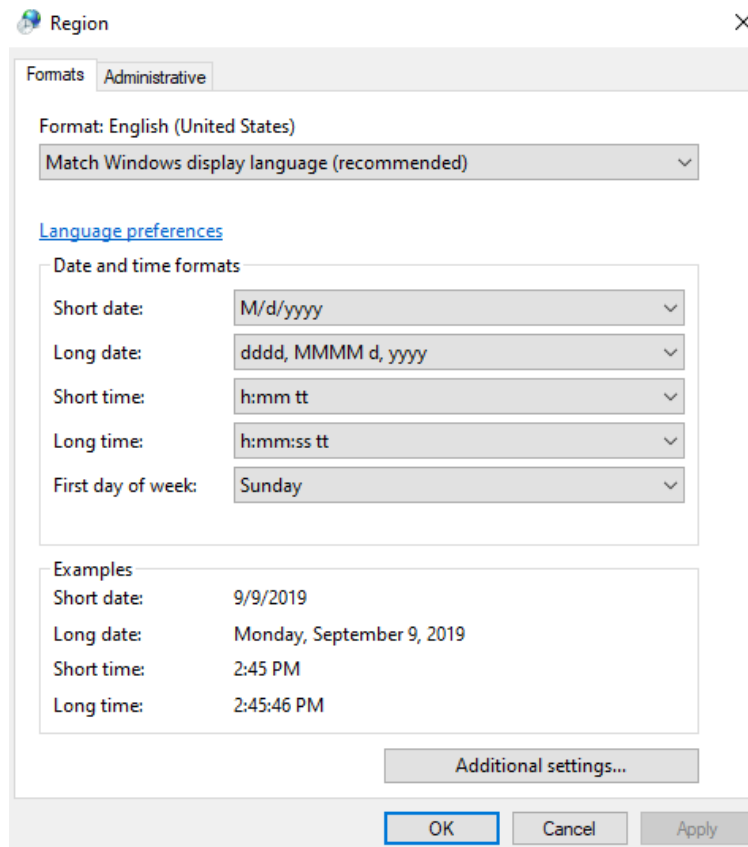 Region
Formats Administrative
Format: English (United States)
Match Windows display language (recommended)
Language preferences
Date and time formats
Short date: M/d/yyyy
Long date: dddd, MMMM d, yyyy
Short time: h:mm tt
Long time: h:mm:ss tt
First day of week: Sunday
Examples
Short date: 9/9/2019
Long date: Monday, September 9, 2019
Short time: 2:45 PM
Long time: 2:45:46 PM
Additional settings...
OK Cancel Apply